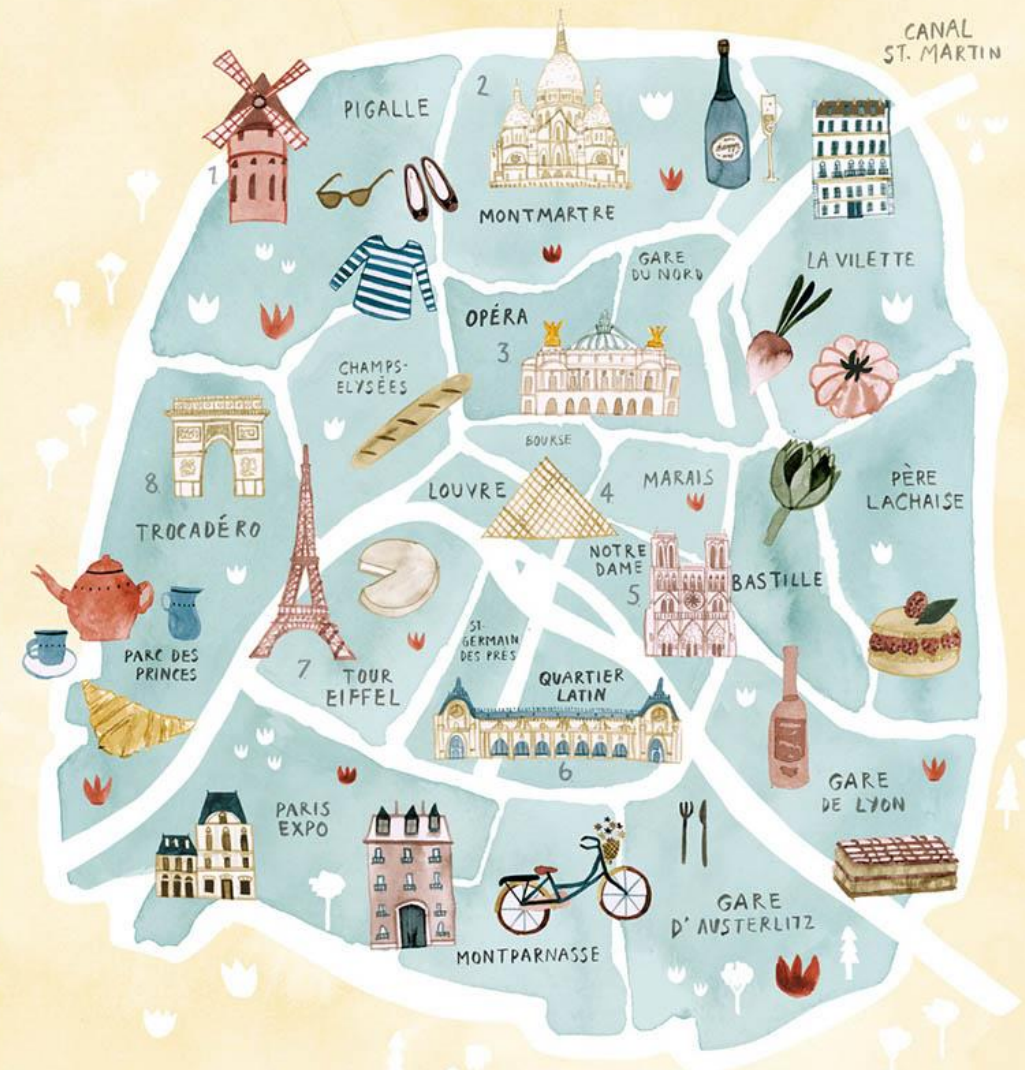 CANAL
ST. MARTIN
PIGALLE
1
2
MONTMARTRE
GARE
DU NORD
LA VILETTE
OPÉRA
3
CHAMPS-
ELYSÉES
BOURSE
LOUVRE
4
MARAIS
PÈRE
LACHAISE
8
TROCADÉRO
NOTRE
DAME
5
BASTILLE
PARC DES
PRINCES
7
TOUR
EIFFEL
ST.
GERMAIN
DES PRES
QUARTIER
LATIN
6
GARE
DE LYON
PARIS
EXPO
GARE
D'AUSTERLITZ
MONTPARNASSE